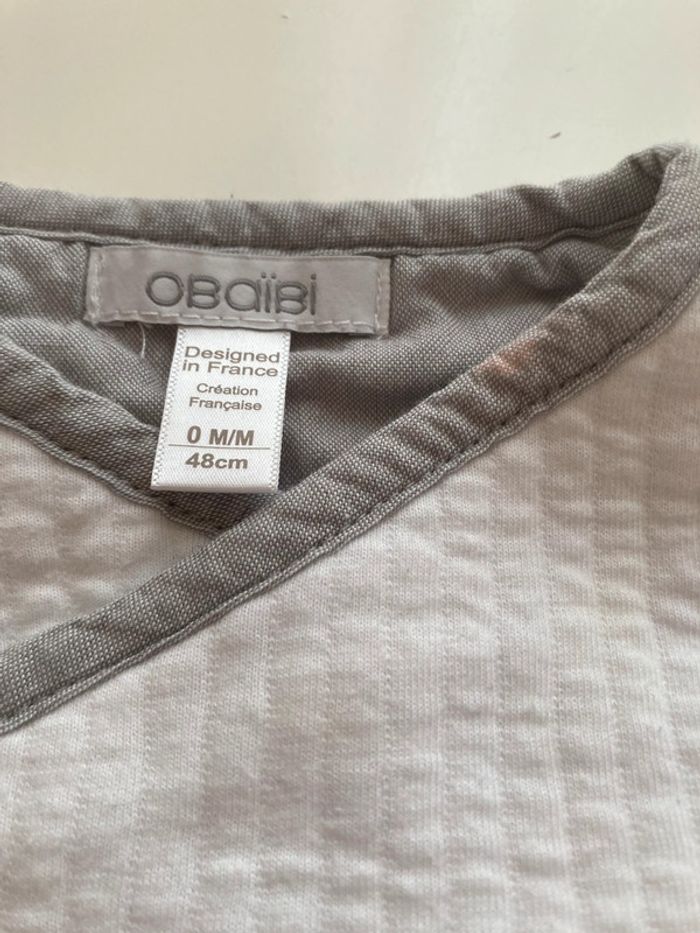 OBaïBi
Designed
in France
Création
Française
0 M/M
48cm